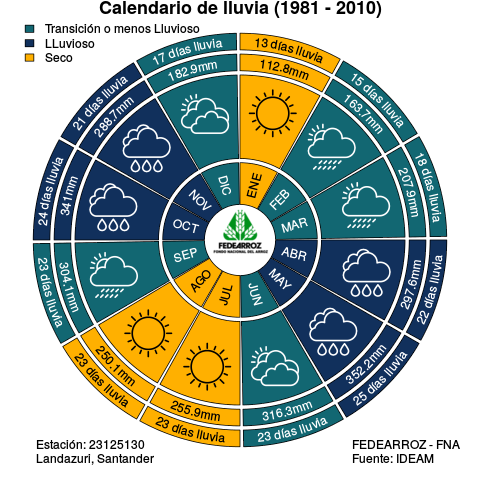 Calendario de lluvia (1981 - 2010)
Transición o menos Lluvioso
LLuvioso
Seco
13 días lluvia
112.8mm
ENE
15 días lluvia
163.7mm
FEB
18 días lluvia
207.9mm
MAR
22 días lluvia
297.6mm
ABR
25 días lluvia
352.2mm
MAY
23 días lluvia
316.3mm
JUN
23 días lluvia
255.9mm
JUL
23 días lluvia
250.1mm
AGO
23 días lluvia
304.1mm
SEP
24 días lluvia
341mm
OCT
21 días lluvia
288.7mm
NOV
17 días lluvia
182.9mm
DIC
FEDEARROZ
FONDO NACIONAL DEL ARROZ
Estación: 23125130
Landazuri, Santander
FEDEARROZ - FNA
Fuente: IDEAM